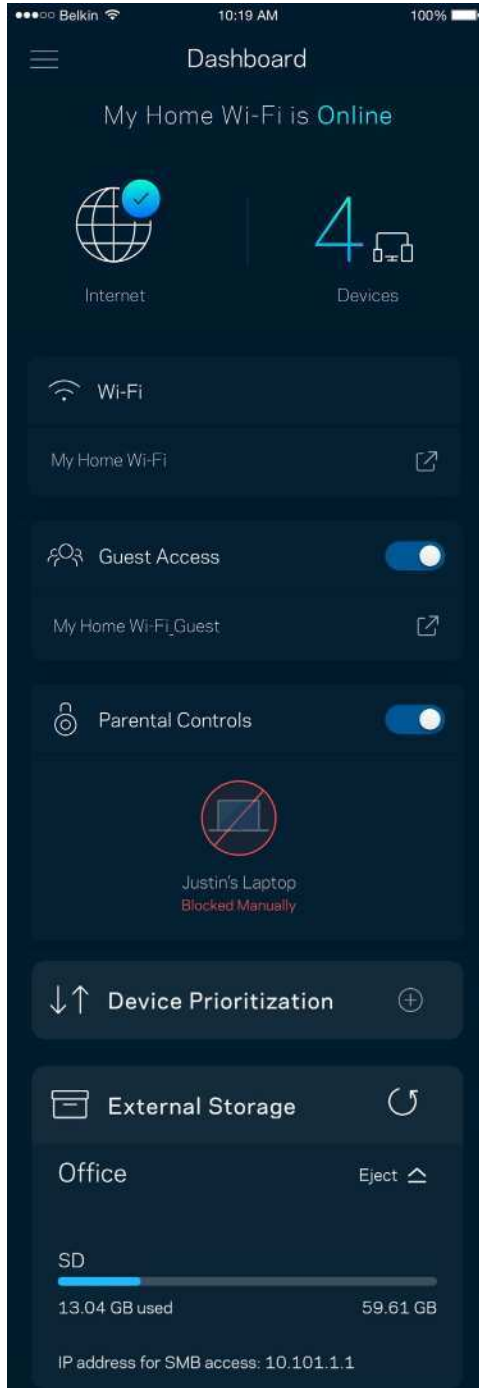 Belkin 10:19 AM 100%
Dashboard
My Home Wi-Fi is Online
4
Internet Devices
Wi-Fi
My Home Wi-Fi
Guest Access
My Home Wi-Fi_Guest
Parental Controls
Justin's Laptop
Blocked Manually
Device Prioritization
External Storage
Office Eject
SD
13.04 GB used 59.61 GB
IP address for SMB access: 10.101.1.1